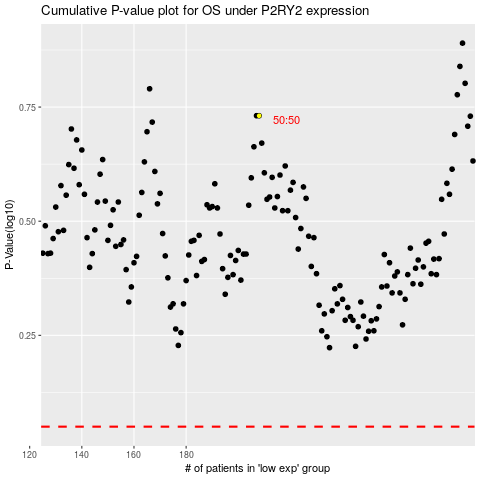 Cumulative P-value plot for OS under P2RY2 expression
P-Value(log10)
0.75
0.50
0.25
50:50
120 140 160 180
# of patients in 'low exp' group